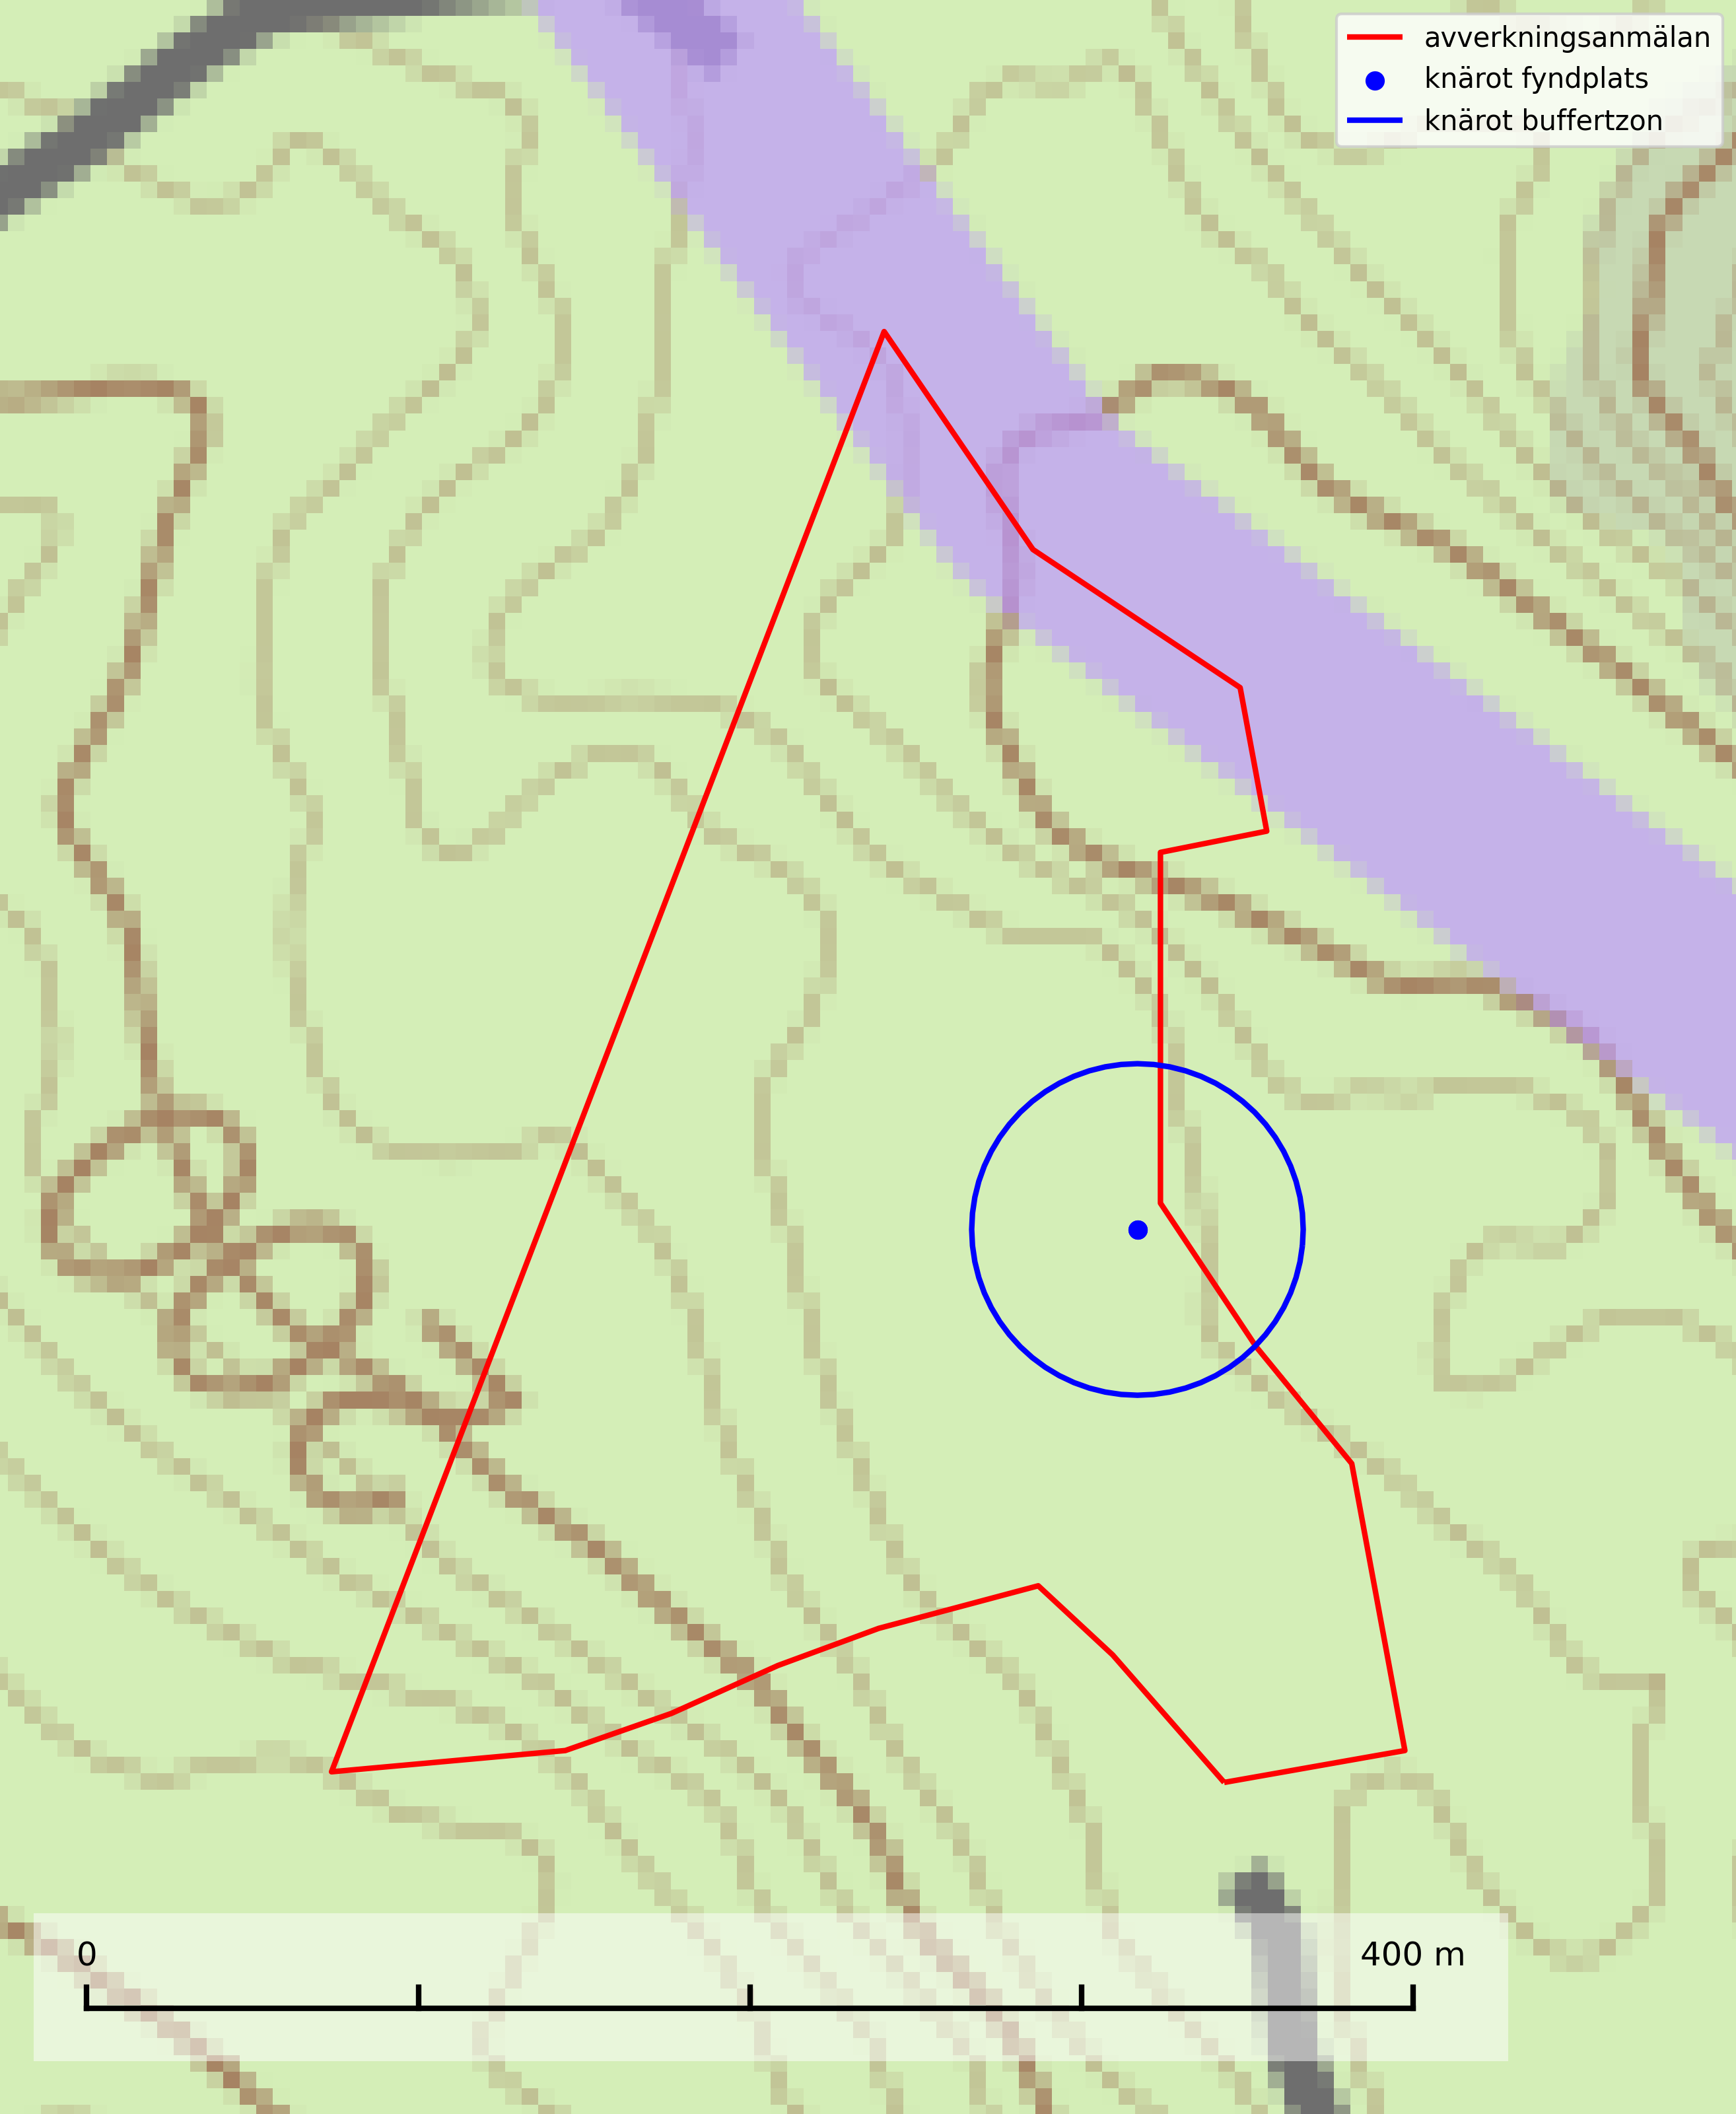 avverkningsanmälan
knärot fyndplats
knärot buffertzon
0
400 m